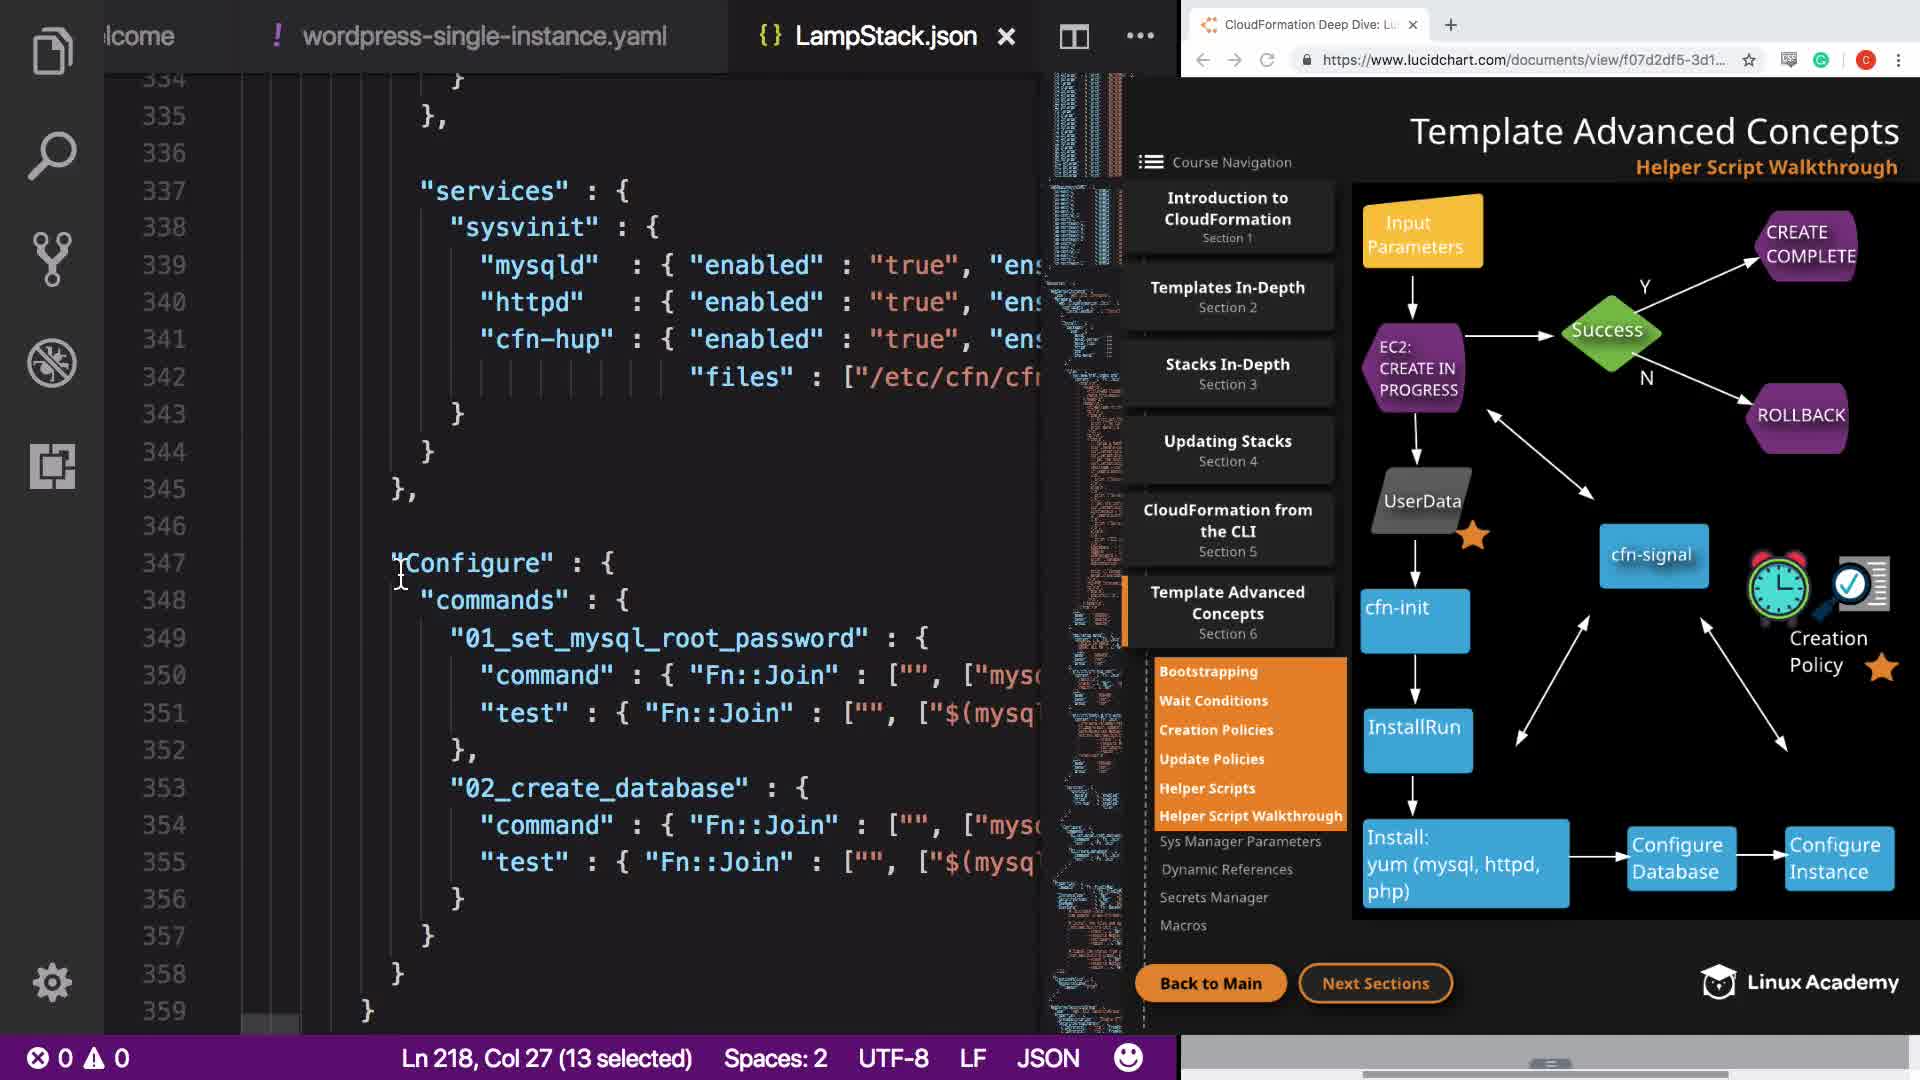 lcome
! wordpress-single-instance.yaml
{} LampStack.json ×
334 }
335 },
336
337 "services" : {
338 "sysvinit" : {
339 "mysqld" : { "enabled" : "true", "ens
340 "httpd" : { "enabled" : "true", "ens
341 "cfn-hup" : { "enabled" : "true", "ens
342 "files" : ["/etc/cfn/cfn
343 }
344 }
345 },
346
347 "Configure" : {
348 "commands" : {
349 "01_set_mysql_root_password" : {
350 "command" : { "Fn::Join" : ["", ["mysq
351 "test" : { "Fn::Join" : ["", ["$(mysql
352 },
353 "02_create_database" : {
354 "command" : { "Fn::Join" : ["", ["mysq
355 "test" : { "Fn::Join" : ["", ["$(mysql
356 }
357 }
358 }
359 }
0 0
Ln 218, Col 27 (13 selected)
Spaces: 2
UTF-8
LF
JSON
CloudFormation Deep Dive: Lu
https://www.lucidchart.com/documents/view/f07d2df5-3d1...
C
Template Advanced Concepts
Helper Script Walkthrough
Course Navigation
Introduction to
CloudFormation
Section 1
Templates In-Depth
Section 2
Stacks In-Depth
Section 3
Updating Stacks
Section 4
CloudFormation from
the CLI
Section 5
Template Advanced
Concepts
Section 6
Bootstrapping
Wait Conditions
Creation Policies
Update Policies
Helper Scripts
Helper Script Walkthrough
Sys Manager Parameters
Dynamic References
Secrets Manager
Macros
Back to Main
Next Sections
Input
Parameters
EC2:
CREATE IN
PROGRESS
Success
Y
N
CREATE
COMPLETE
ROLLBACK
UserData
cfn-signal
Creation
Policy
cfn-init
InstallRun
Install:
yum (mysql, httpd,
php)
Configure
Database
Configure
Instance
Linux Academy